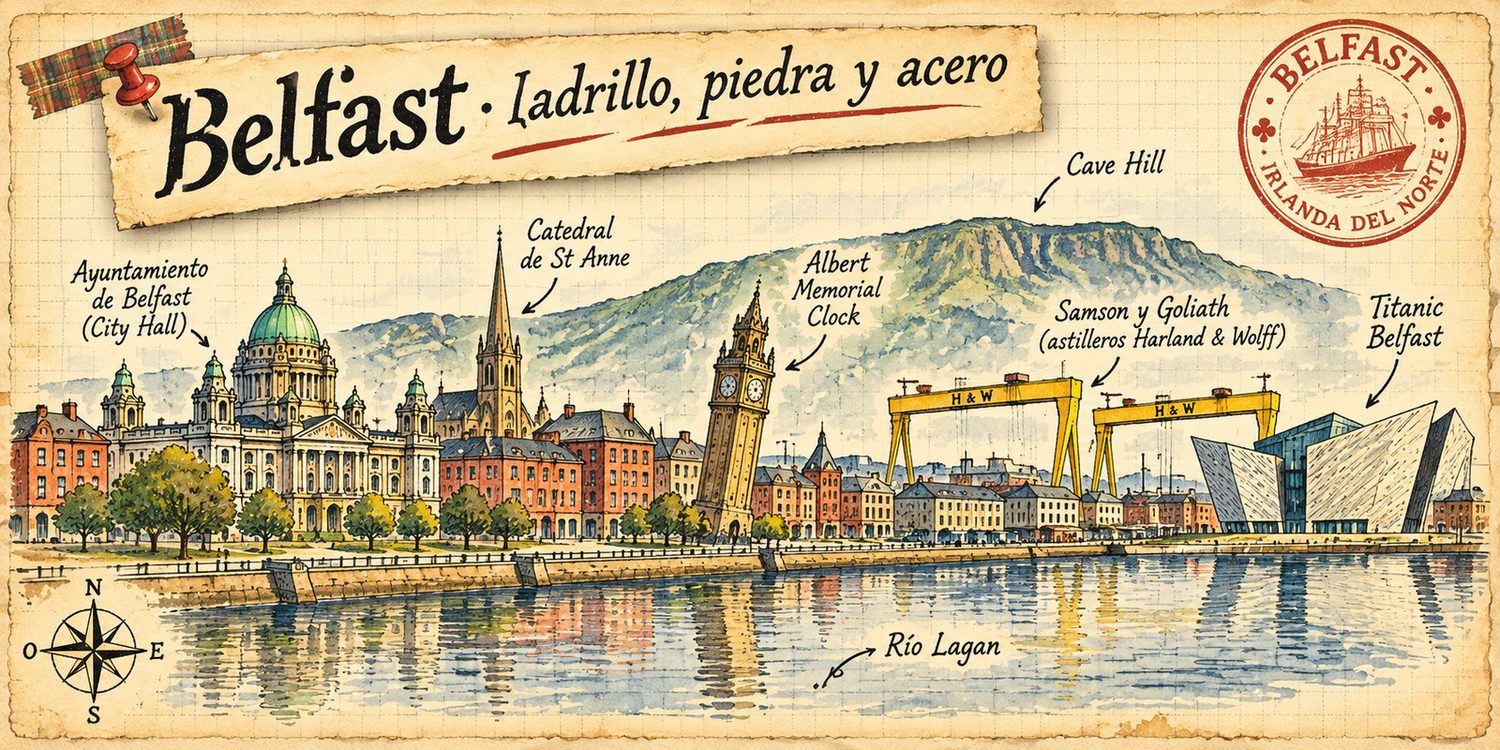 Belfast · Ladrillo, piedra y acero
BELFAST
IRLANDA DEL NORTE
Cave Hill
Catedral
de St Anne
Ayuntamiento
de Belfast
(City Hall)
Albert
Memorial
Clock
Samson y Goliath
(astilleros Harland & Wolff)
Titanic
Belfast
H & W
H & W
Río Lagan
N
O
E
S